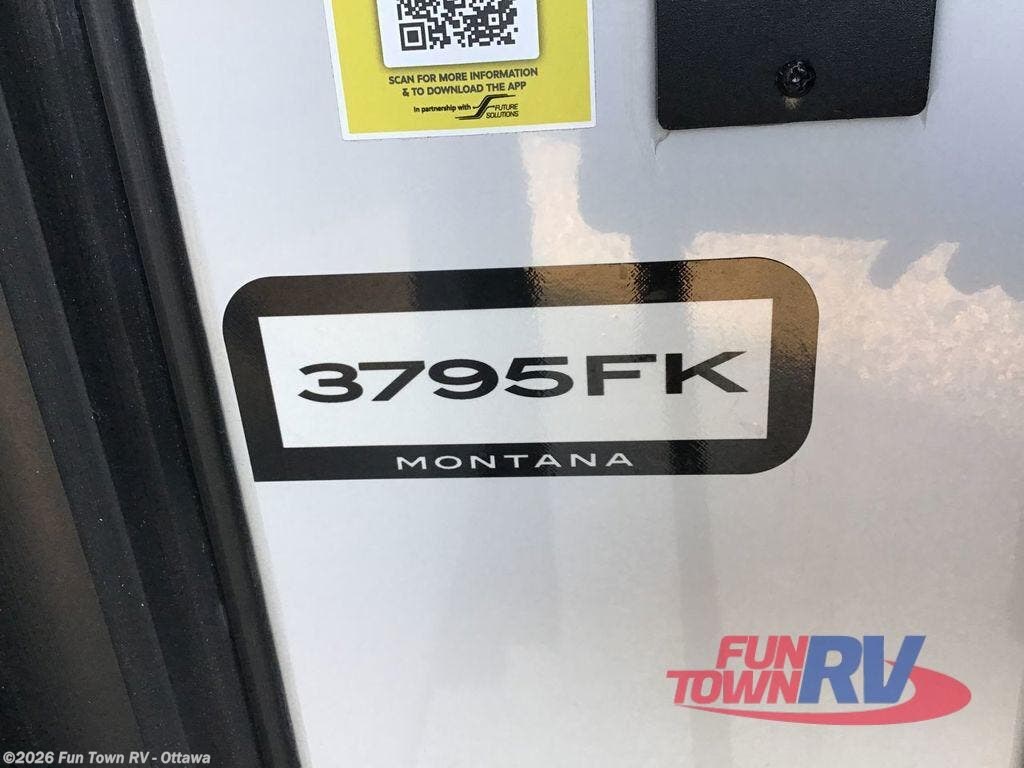 SCAN FOR MORE INFORMATION
& TO DOWNLOAD THE APP
In partnership with FUTURE
SOLUTIONS
3795FK
MONTANA
FUN
TOWN RV
©2026 Fun Town RV - Ottawa